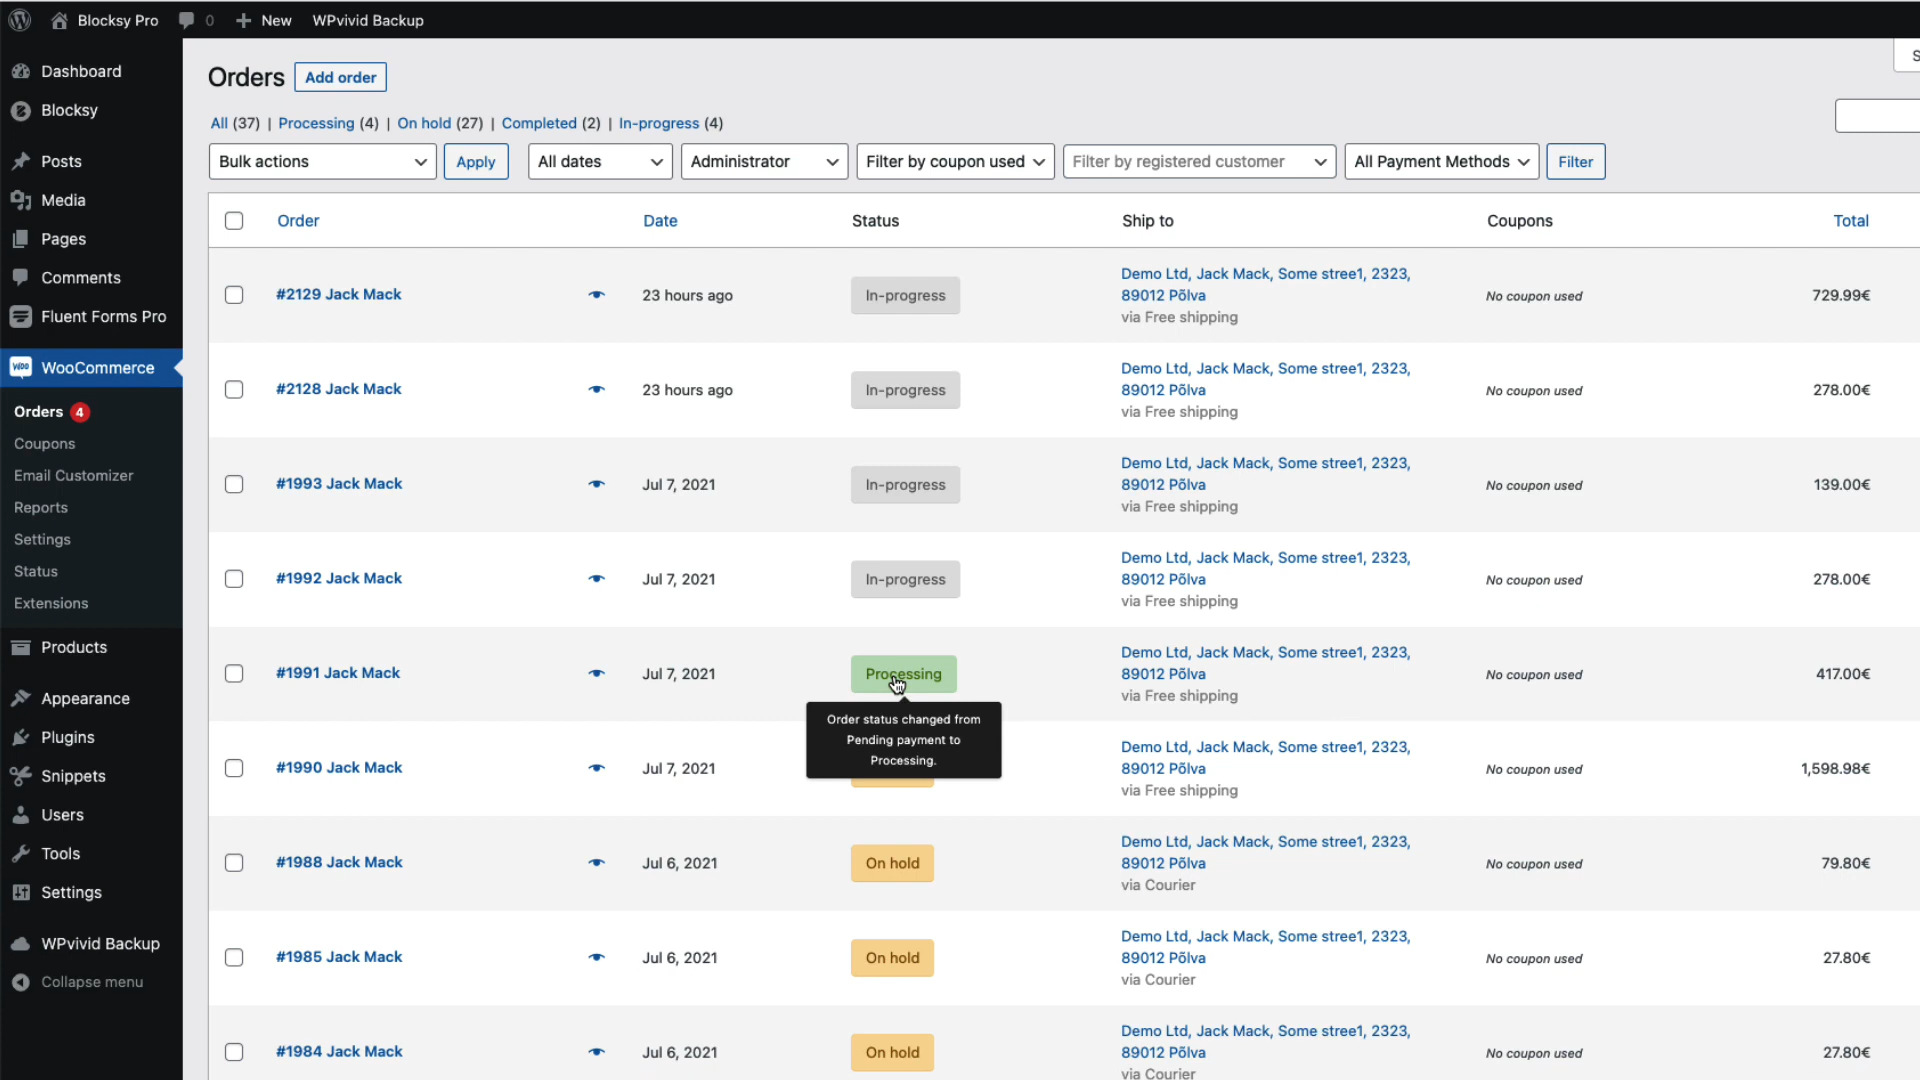 Blocksy Pro 0 New WPvivid Backup
Dashboard
Blocksy
Posts
Media
Pages
Comments
Fluent Forms Pro
WooCommerce
Orders 4
Coupons
Email Customizer
Reports
Settings
Status
Extensions
Products
Appearance
Plugins
Snippets
Users
Tools
Settings
WPvivid Backup
Collapse menu
Orders Add order
All (37) | Processing (4) | On hold (27) | Completed (2) | In-progress (4)
Bulk actions Apply All dates Administrator Filter by coupon used Filter by registered customer All Payment Methods Filter
Order Date Status Ship to Coupons Total
#2129 Jack Mack 23 hours ago In-progress Demo Ltd, Jack Mack, Some stree1, 2323, No coupon used 729.99€
89012 Põlva
via Free shipping
#2128 Jack Mack 23 hours ago In-progress Demo Ltd, Jack Mack, Some stree1, 2323, No coupon used 278.00€
89012 Põlva
via Free shipping
#1993 Jack Mack Jul 7, 2021 In-progress Demo Ltd, Jack Mack, Some stree1, 2323, No coupon used 139.00€
89012 Põlva
via Free shipping
#1992 Jack Mack Jul 7, 2021 In-progress Demo Ltd, Jack Mack, Some stree1, 2323, No coupon used 278.00€
89012 Põlva
via Free shipping
#1991 Jack Mack Jul 7, 2021 Processing Demo Ltd, Jack Mack, Some stree1, 2323, No coupon used 417.00€
89012 Põlva
via Free shipping
Order status changed from
Pending payment to
Processing.
#1990 Jack Mack Jul 7, 2021 Demo Ltd, Jack Mack, Some stree1, 2323, No coupon used 1,598.98€
89012 Põlva
via Free shipping
#1988 Jack Mack Jul 6, 2021 On hold Demo Ltd, Jack Mack, Some stree1, 2323, No coupon used 79.80€
89012 Põlva
via Courier
#1985 Jack Mack Jul 6, 2021 On hold Demo Ltd, Jack Mack, Some stree1, 2323, No coupon used 27.80€
89012 Põlva
via Courier
#1984 Jack Mack Jul 6, 2021 On hold Demo Ltd, Jack Mack, Some stree1, 2323, No coupon used 27.80€
89012 Põlva
via Courier